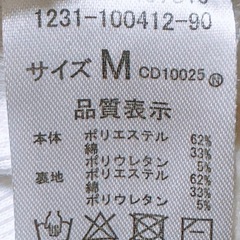 1231-100412-90
サイズ M CD10025 Ⓝ
品質表示
本体 ポリエステル 62%
綿 33%
ポリウレタン 5%
裏地 ポリエステル 62%
綿 33%
ポリウレタン 5%